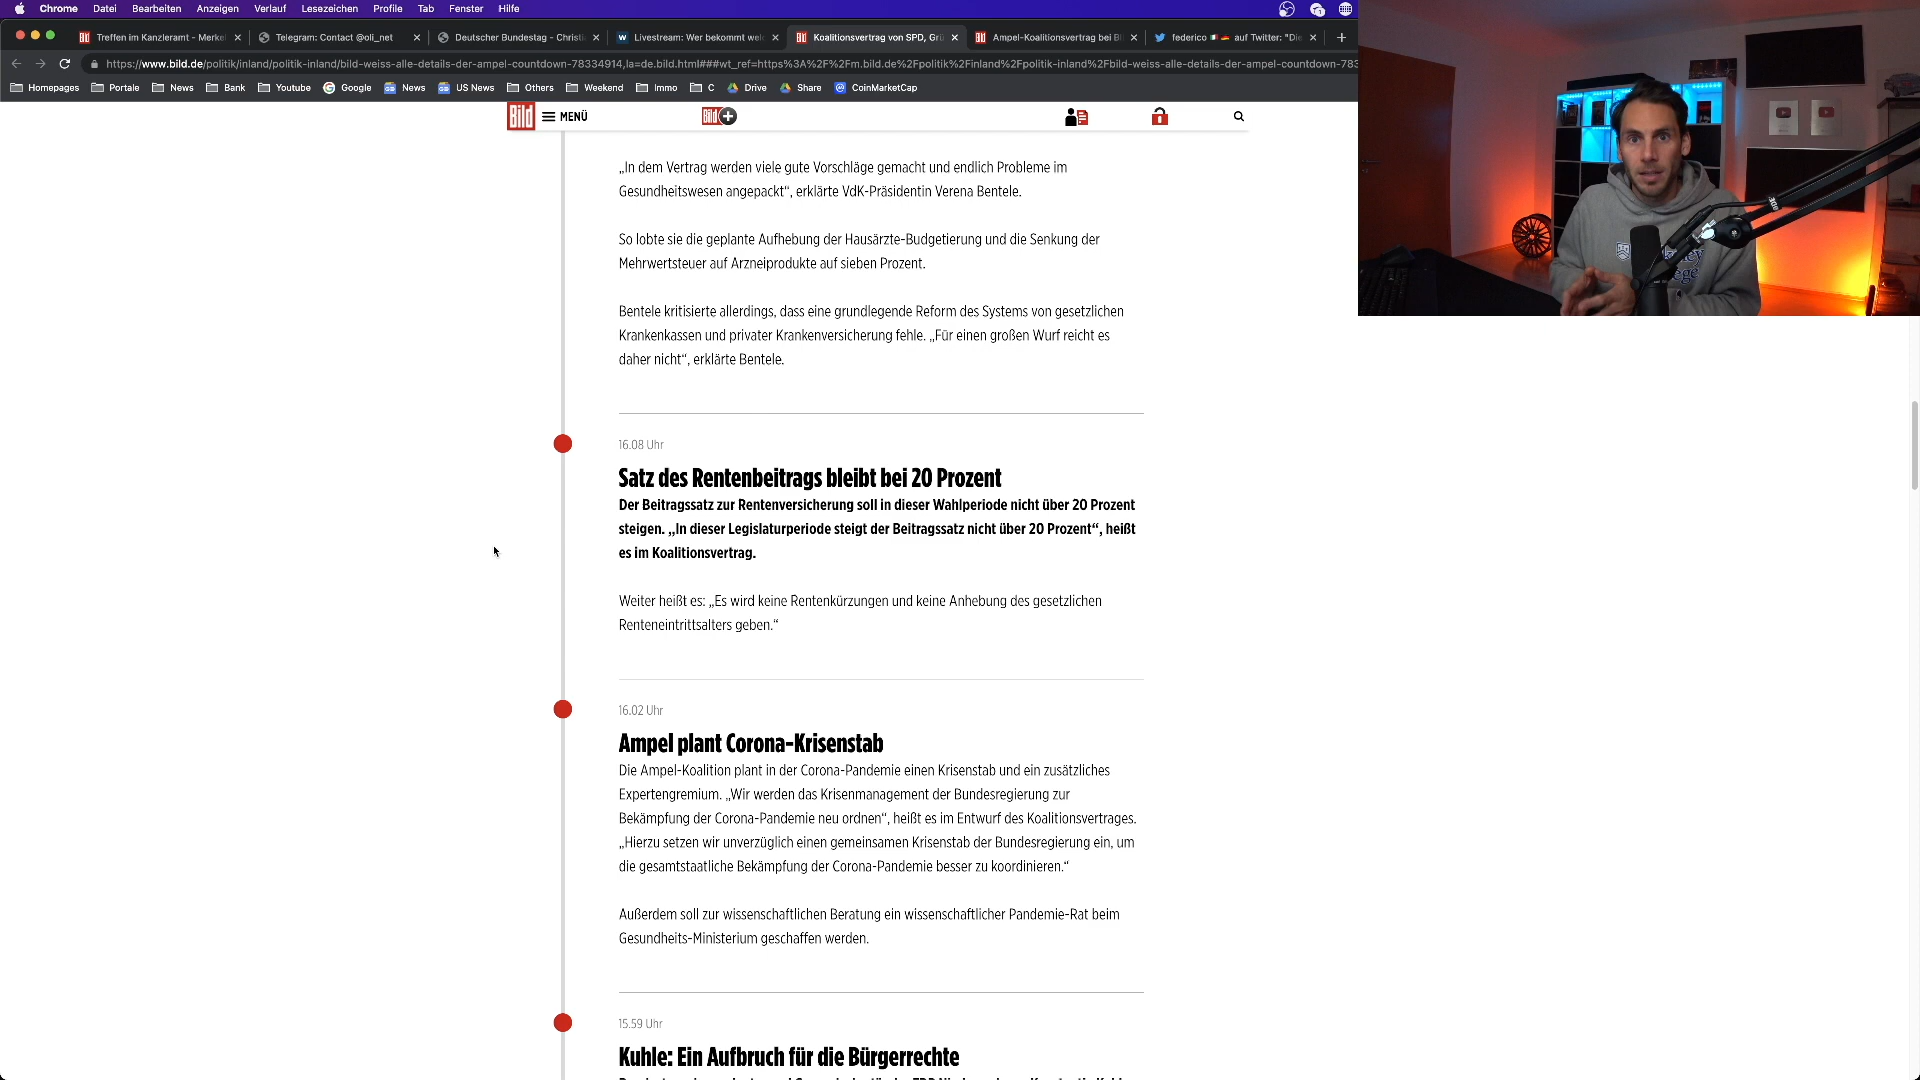 Chrome Datei Bearbeiten Anzeigen Verlauf Lesezeichen Profile Tab Fenster Hilfe
Treffen im Kanzleramt - Merkel Telegram: Contact @oli_net Deutscher Bundestag - Christi Livestream: Wer bekommt wel Koalitionsvertrag von SPD, Grü Ampel-Koalitionsvertrag bei BI federico auf Twitter: "Die
https://www.bild.de/politik/inland/politik-inland/bild-weiss-alle-details-der-ampel-countdown-78334914,la=de.bild.html###wt_ref=https%3A%2F%2Fm.bild.de%2Fpolitik%2Finland%2Fpolitik-inland%2Fbild-weiss-alle-details-der-ampel-countdown-783
Homepages Portale News Bank Youtube Google News US News Others Weekend Immo C Drive Share CoinMarketCap
Bild MENÜ Bild+
„In dem Vertrag werden viele gute Vorschläge gemacht und endlich Probleme im
Gesundheitswesen angepackt“, erklärte VdK-Präsidentin Verena Bentele.
So lobte sie die geplante Aufhebung der Hausärzte-Budgetierung und die Senkung der
Mehrwertsteuer auf Arzneiprodukte auf sieben Prozent.
Bentele kritisierte allerdings, dass eine grundlegende Reform des Systems von gesetzlichen
Krankenkassen und privater Krankenversicherung fehle. „Für einen großen Wurf reicht es
daher nicht“, erklärte Bentele.
16.08 Uhr
Satz des Rentenbeitrags bleibt bei 20 Prozent
Der Beitragssatz zur Rentenversicherung soll in dieser Wahlperiode nicht über 20 Prozent
steigen. „In dieser Legislaturperiode steigt der Beitragssatz nicht über 20 Prozent“, heißt
es im Koalitionsvertrag.
Weiter heißt es: „Es wird keine Rentenkürzungen und keine Anhebung des gesetzlichen
Renteneintrittsalters geben.“
16.02 Uhr
Ampel plant Corona-Krisenstab
Die Ampel-Koalition plant in der Corona-Pandemie einen Krisenstab und ein zusätzliches
Expertengremium. „Wir werden das Krisenmanagement der Bundesregierung zur
Bekämpfung der Corona-Pandemie neu ordnen“, heißt es im Entwurf des Koalitionsvertrages.
„Hierzu setzen wir unverzüglich einen gemeinsamen Krisenstab der Bundesregierung ein, um
die gesamtstaatliche Bekämpfung der Corona-Pandemie besser zu koordinieren.“
Außerdem soll zur wissenschaftlichen Beratung ein wissenschaftlicher Pandemie-Rat beim
Gesundheits-Ministerium geschaffen werden.
15.59 Uhr
Kuhle: Ein Aufbruch für die Bürgerrechte